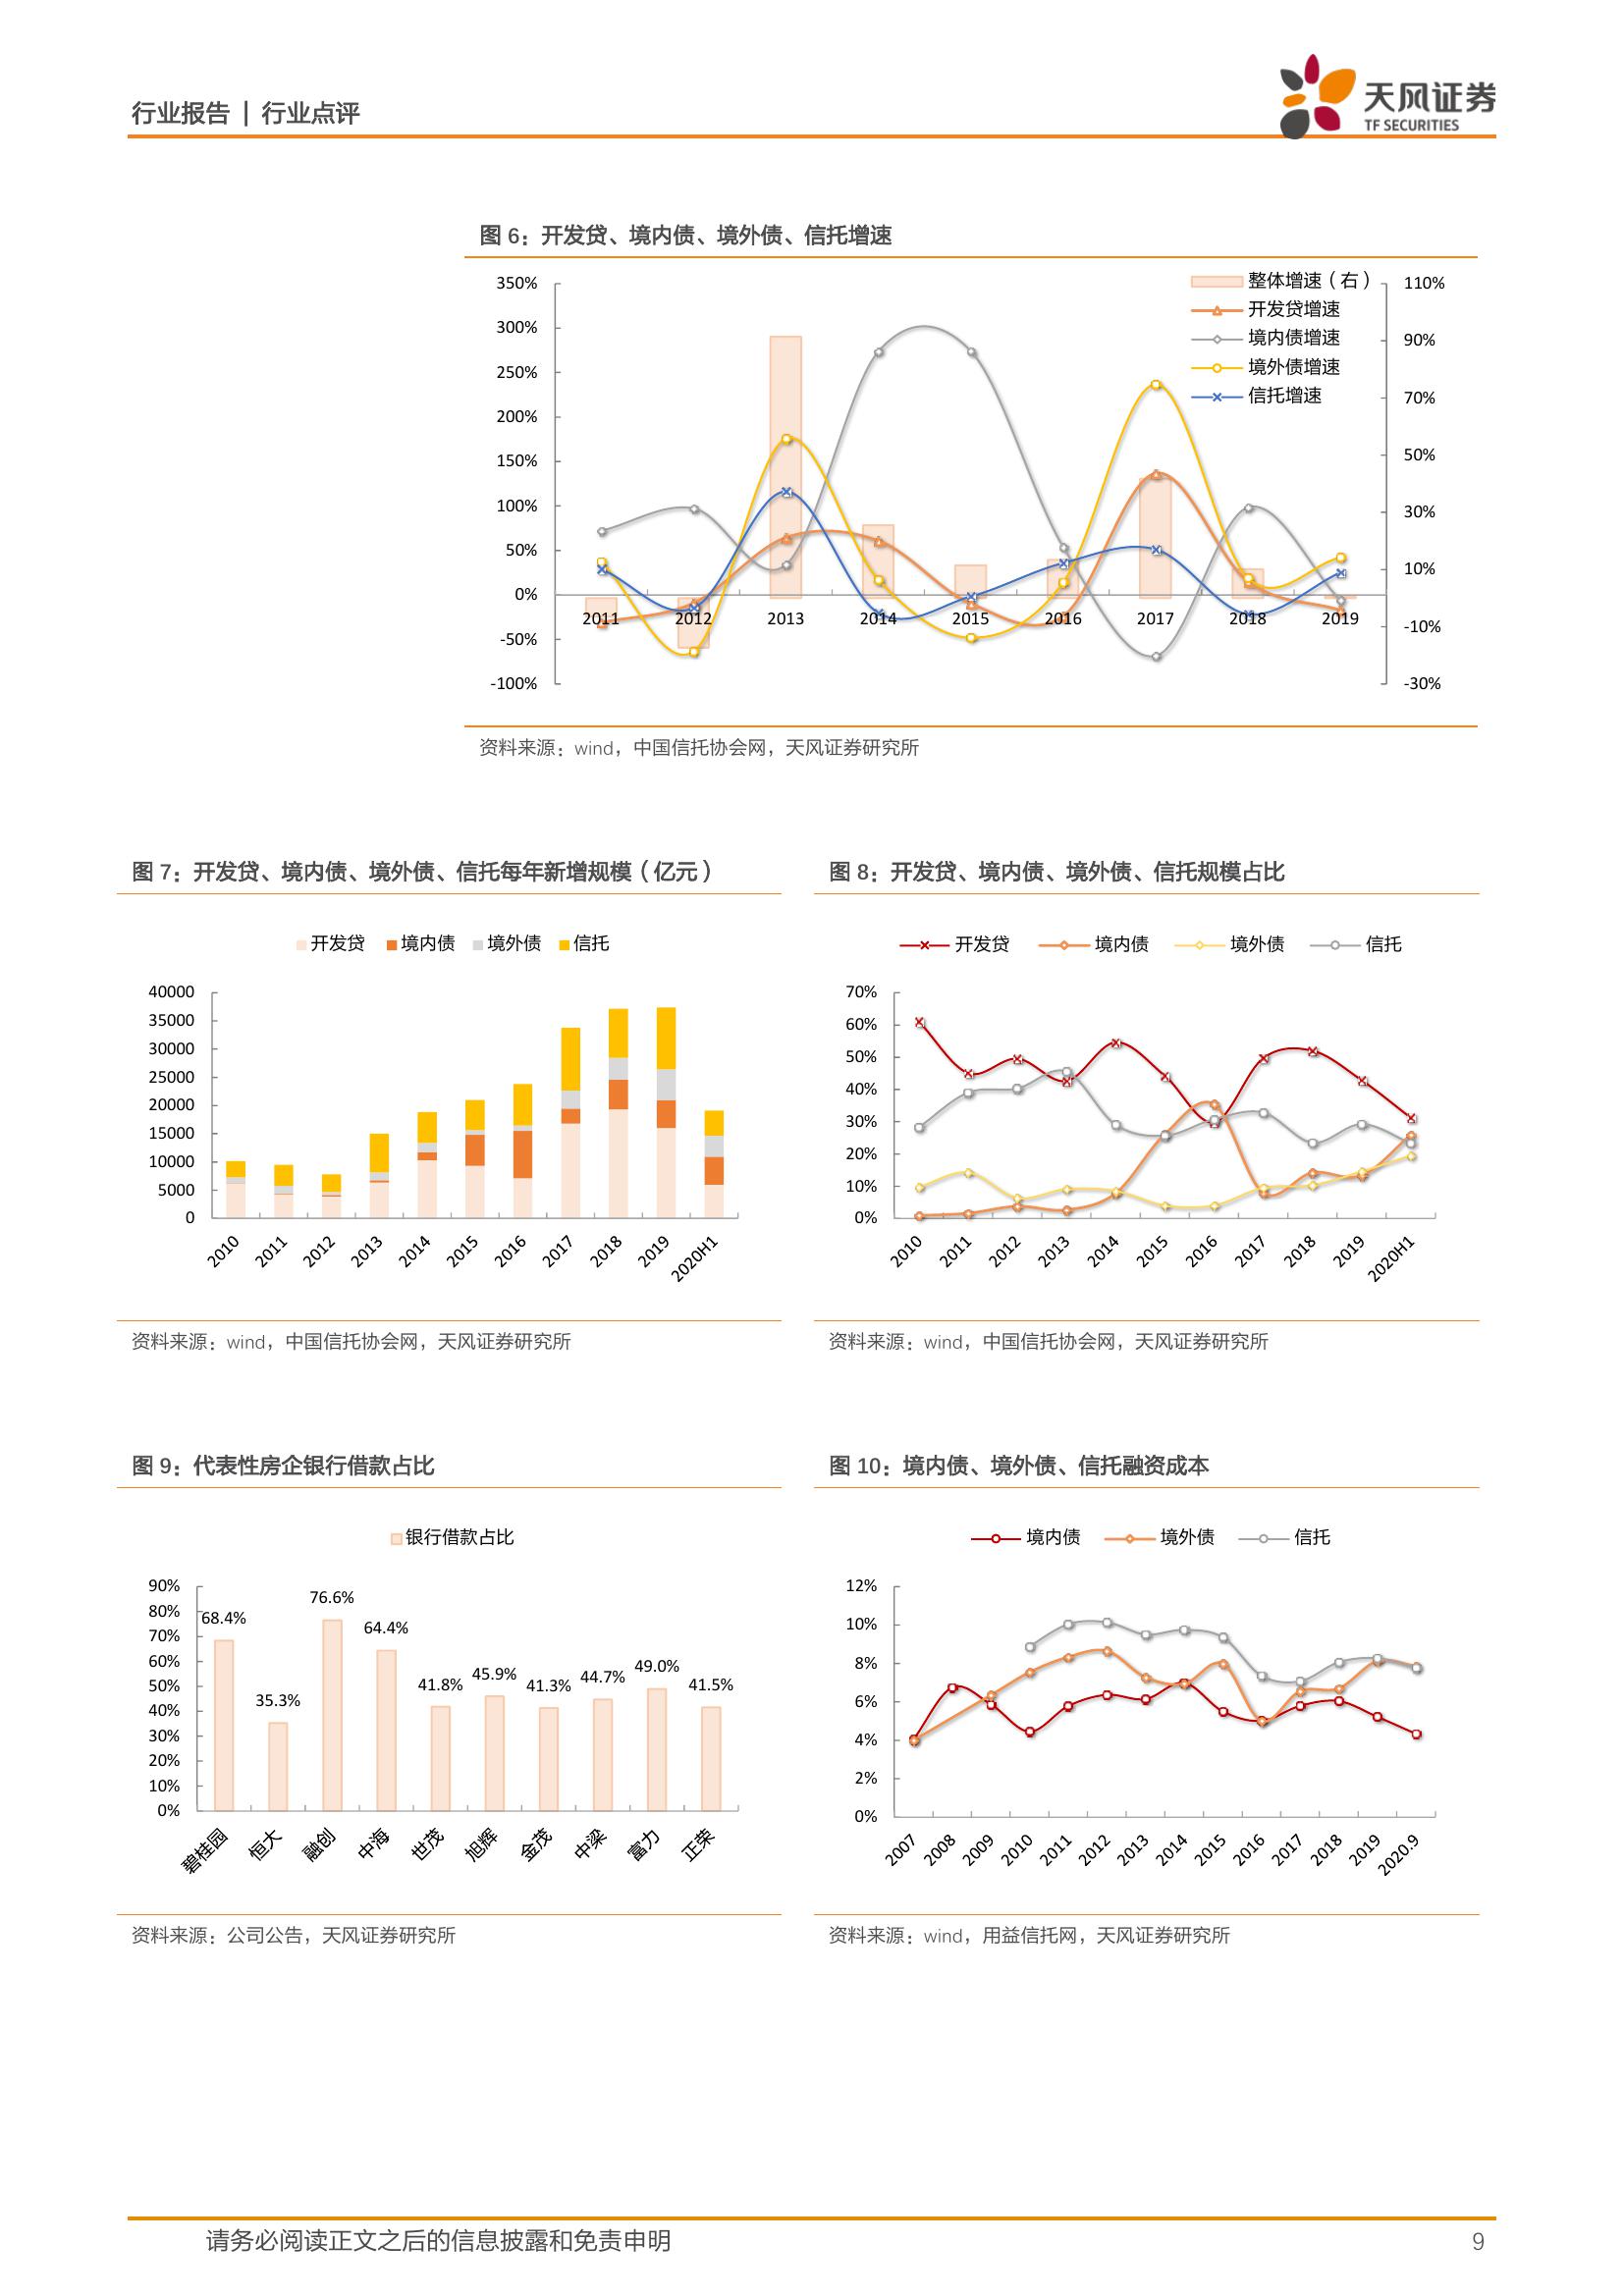 行业报告 | 行业点评
天风证券
TF SECURITIES
图 6：开发贷、境内债、境外债、信托增速
整体增速（右）
开发贷增速
境内债增速
境外债增速
信托增速
350%
300%
250%
200%
150%
100%
50%
0%
-50%
-100%
110%
90%
70%
50%
30%
10%
-10%
-30%
2011 2012 2013 2014 2015 2016 2017 2018 2019
资料来源：wind，中国信托协会网，天风证券研究所
图 7：开发贷、境内债、境外债、信托每年新增规模（亿元）
开发贷 境内债 境外债 信托
40000
35000
30000
25000
20000
15000
10000
5000
0
2010 2011 2012 2013 2014 2015 2016 2017 2018 2019 2020H1
资料来源：wind，中国信托协会网，天风证券研究所
图 8：开发贷、境内债、境外债、信托规模占比
开发贷 境内债 境外债 信托
70%
60%
50%
40%
30%
20%
10%
0%
2010 2011 2012 2013 2014 2015 2016 2017 2018 2019 2020H1
资料来源：wind，中国信托协会网，天风证券研究所
图 9：代表性房企银行借款占比
银行借款占比
90%
80%
70%
60%
50%
40%
30%
20%
10%
0%
68.4% 35.3% 76.6% 64.4% 41.8% 45.9% 41.3% 44.7% 49.0% 41.5%
碧桂园 恒大 融创 中海 世茂 旭辉 金茂 中梁 富力 正荣
资料来源：公司公告，天风证券研究所
图 10：境内债、境外债、信托融资成本
境内债 境外债 信托
12%
10%
8%
6%
4%
2%
0%
2007 2008 2009 2010 2011 2012 2013 2014 2015 2016 2017 2018 2019 2020.9
资料来源：wind，用益信托网，天风证券研究所
请务必阅读正文之后的信息披露和免责申明
9